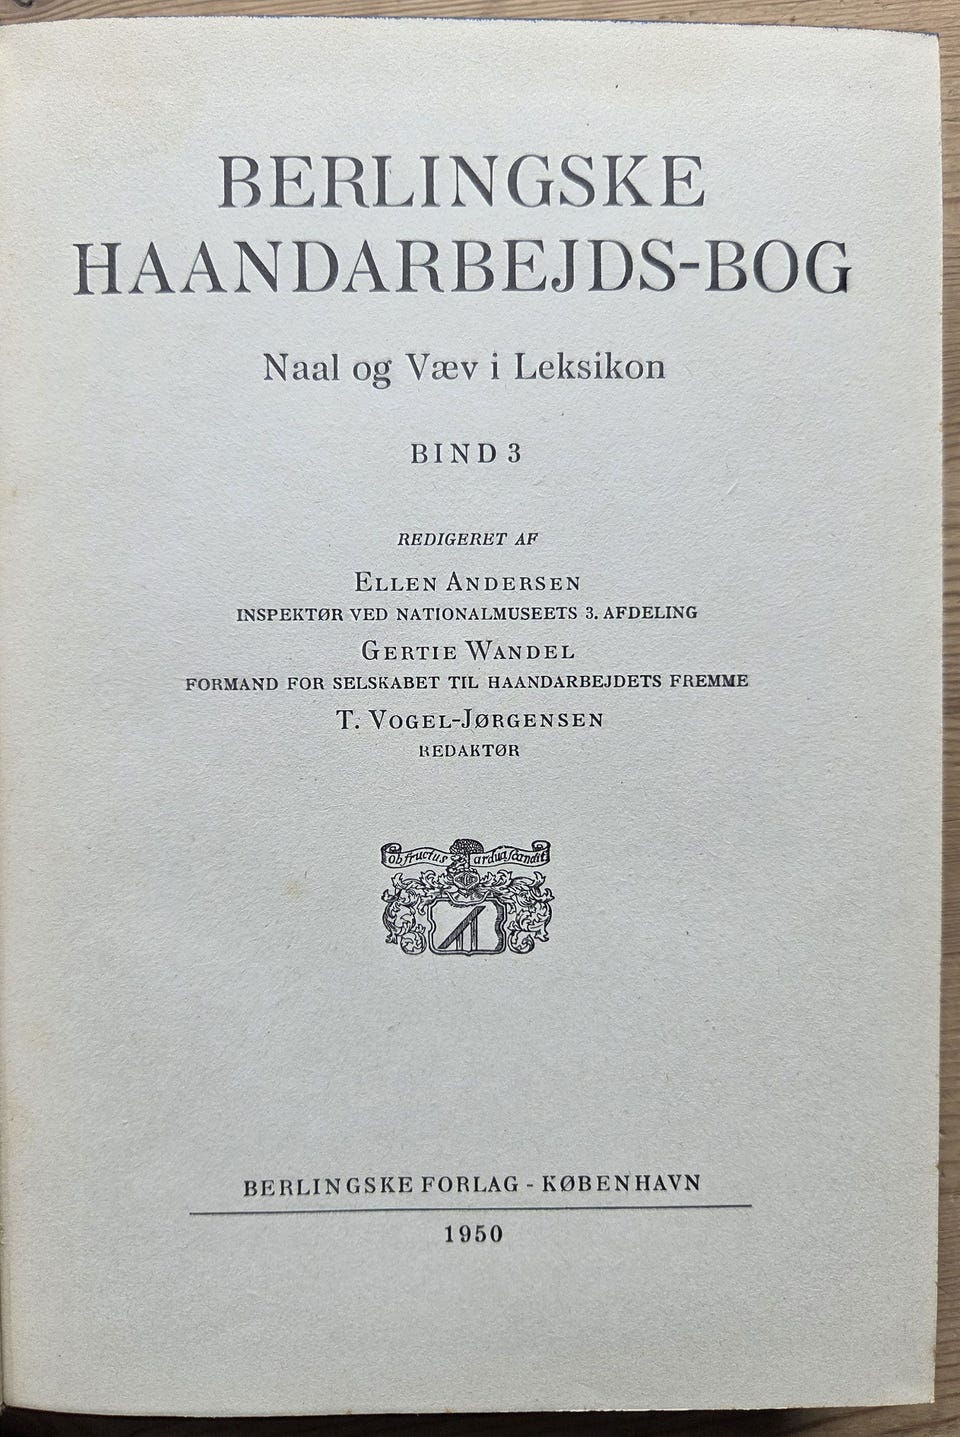 BERLINGSKE
HAANDARBEJDS-BOG
Naal og Væv i Leksikon
BIND 3
REDIGERET AF
ELLEN ANDERSEN
INSPEKTØR VED NATIONALMUSEETS 3. AFDELING
GERTIE WANDEL
FORMAND FOR SELSKABET TIL HAANDARBEJDETS FREMME
T. VOGEL-JØRGENSEN
REDAKTØR
ob fructus ardua scandit
BERLINGSKE FORLAG - KØBENHAVN
1950